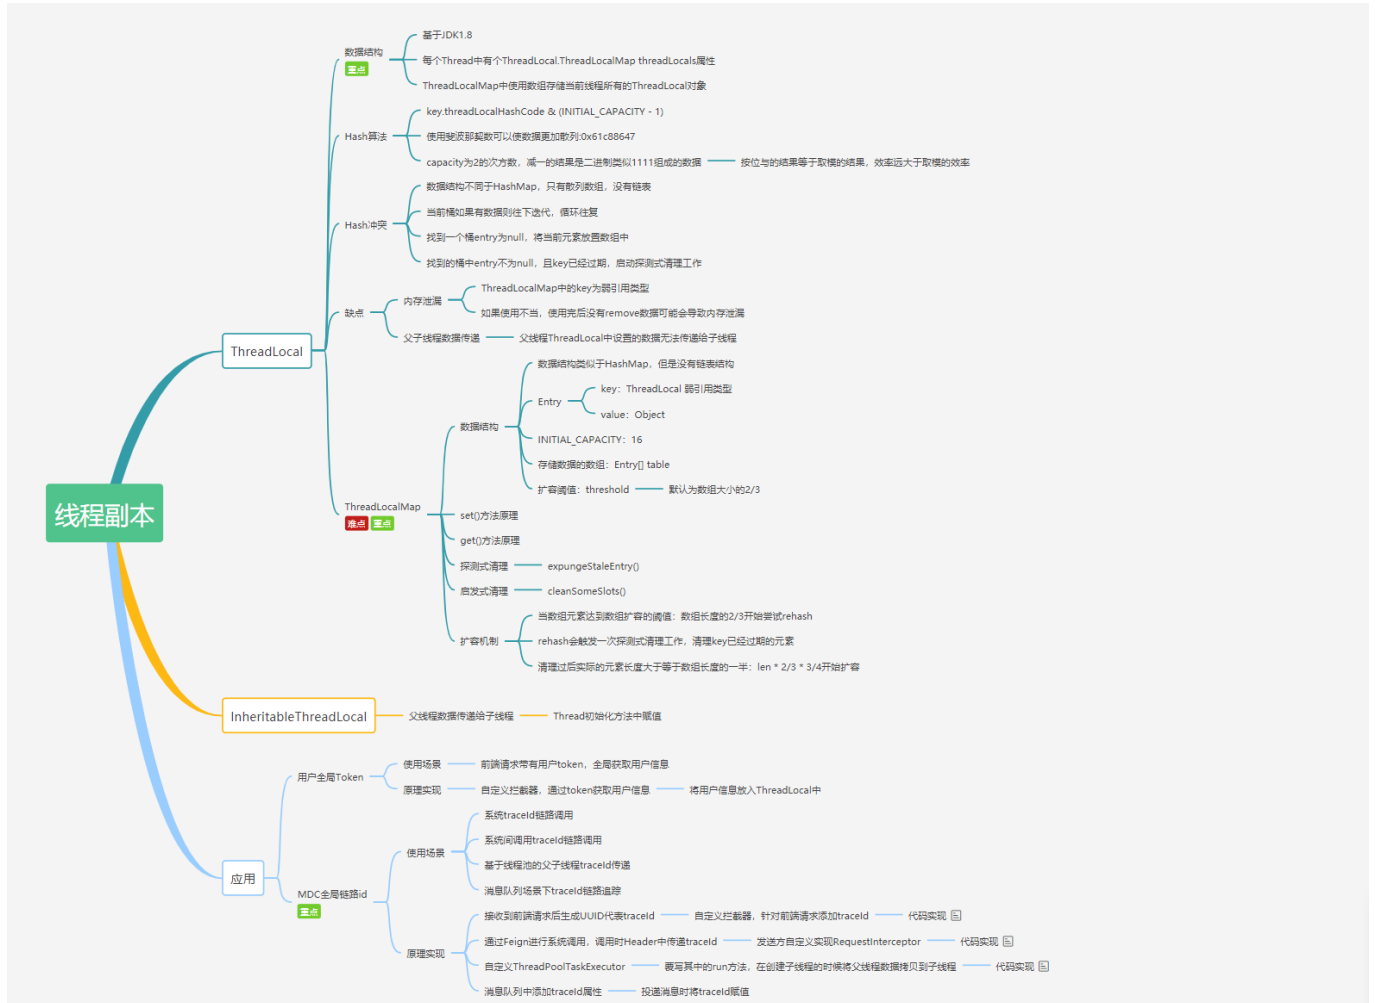 线程副本
ThreadLocal
数据结构
重点
基于JDK1.8
每个Thread中有个ThreadLocal.ThreadLocalMap threadLocals属性
ThreadLocalMap中使用数组存储当前线程所有的ThreadLocal对象
Hash算法
key.threadLocalHashCode & (INITIAL_CAPACITY - 1)
使用斐波那契数可以使数据更加散列:0x61c88647
capacity为2的次方数，减一的结果是二进制类似1111组成的数据
按位与的结果等于取模的结果，效率远大于取模的效率
Hash冲突
数据结构不同于HashMap，只有散列数组，没有链表
当前桶如果有数据则往下迭代，循环往复
找到一个桶entry为null，将当前元素放置数组中
找到的桶中entry不为null，且key已经过期，启动探测式清理工作
缺点
内存泄漏
ThreadLocalMap中的key为弱引用类型
如果使用不当，使用完后没有remove数据可能会导致内存泄漏
父子线程数据传递
父线程ThreadLocal中设置的数据无法传递给子线程
ThreadLocalMap
难点
重点
数据结构
数据结构类似于HashMap，但是没有链表结构
Entry
key：ThreadLocal 弱引用类型
value：Object
INITIAL_CAPACITY：16
存储数据的数组：Entry[] table
扩容阈值：threshold
默认为数组大小的2/3
set()方法原理
get()方法原理
探测式清理
expungeStaleEntry()
启发式清理
cleanSomeSlots()
扩容机制
当数组元素达到数组扩容的阈值：数组长度的2/3开始尝试rehash
rehash会触发一次探测式清理工作，清理key已经过期的元素
清理过后实际的元素长度大于等于数组长度的一半：len * 2/3 * 3/4开始扩容
InheritableThreadLocal
父线程数据传递给子线程
Thread初始化方法中赋值
应用
用户全局Token
使用场景
前端请求带有用户token，全局获取用户信息
原理实现
自定义拦截器，通过token获取用户信息
将用户信息放入ThreadLocal中
MDC全局链路id
重点
使用场景
系统traceId链路调用
系统间调用traceId链路调用
基于线程池的父子线程traceId传递
消息队列场景下traceId链路追踪
原理实现
接收到前端请求后生成UUID代表traceId
自定义拦截器，针对前端请求添加traceId
代码实现
通过Feign进行系统调用，调用时Header中传递traceId
发送方自定义实现RequestInterceptor
代码实现
自定义ThreadPoolTaskExecutor
覆写其中的run方法，在创建子线程的时候将父线程数据拷贝到子线程
代码实现
消息队列中添加traceId属性
投递消息时将traceId赋值